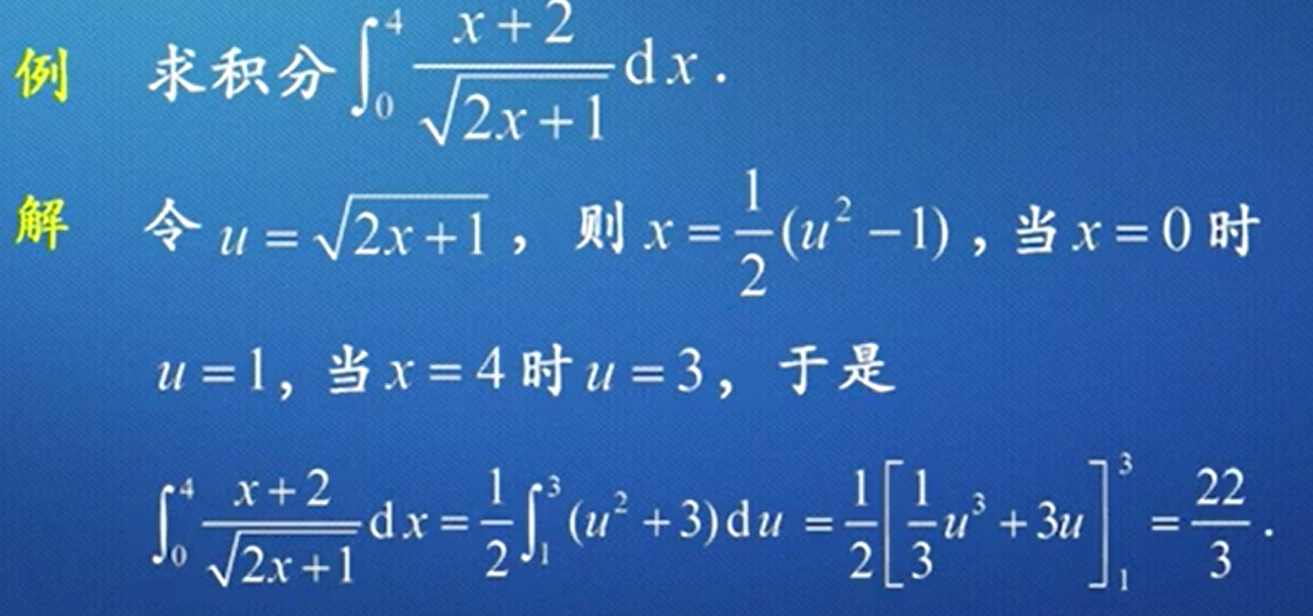 例 求积分 $\int_0^4 \frac{x+2}{\sqrt{2x+1}} \mathrm{d}x$ .
解 令 $u = \sqrt{2x+1}$ ， 则 $x = \frac{1}{2}(u^2 - 1)$ ，当 $x = 0$ 时
$u = 1$，当 $x = 4$ 时 $u = 3$， 于是
$\int_0^4 \frac{x+2}{\sqrt{2x+1}} \mathrm{d}x = \frac{1}{2} \int_1^3 (u^2 + 3) \mathrm{d}u = \frac{1}{2} \left[ \frac{1}{3} u^3 + 3u \right]_1^3 = \frac{22}{3}$ .